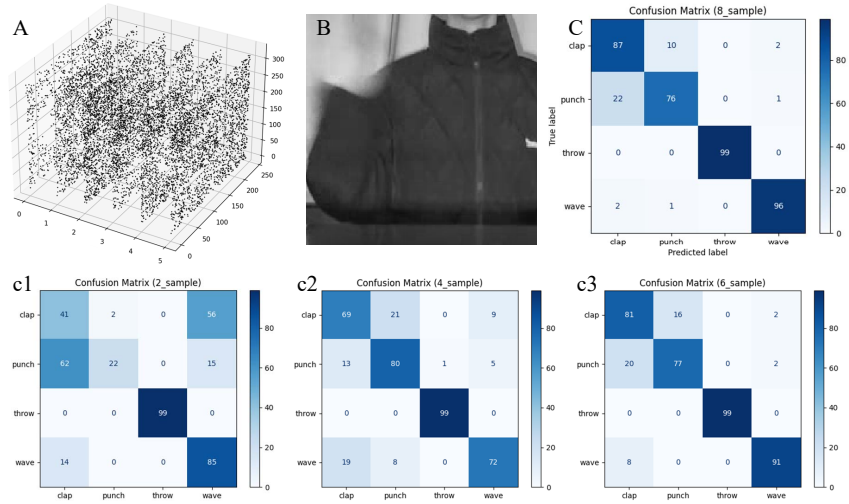 A
0
1
2
3
4
5
0
50
100
150
200
250
0
50
100
150
200
250
300
B
C
Confusion Matrix (8_sample)
True label
clap 87 10 0 2
punch 22 76 0 1
throw 0 0 99 0
wave 2 1 0 96
clap punch throw wave
Predicted label
80
60
40
20
0
c1
Confusion Matrix (2_sample)
clap 41 2 0 56
punch 62 22 0 15
throw 0 0 99 0
wave 14 0 0 85
clap punch throw wave
80
60
40
20
0
c2
Confusion Matrix (4_sample)
clap 69 21 0 9
punch 13 80 1 5
throw 0 0 99 0
wave 19 8 0 72
clap punch throw wave
80
60
40
20
0
c3
Confusion Matrix (6_sample)
clap 81 16 0 2
punch 20 77 0 2
throw 0 0 99 0
wave 8 0 0 91
clap punch throw wave
80
60
40
20
0